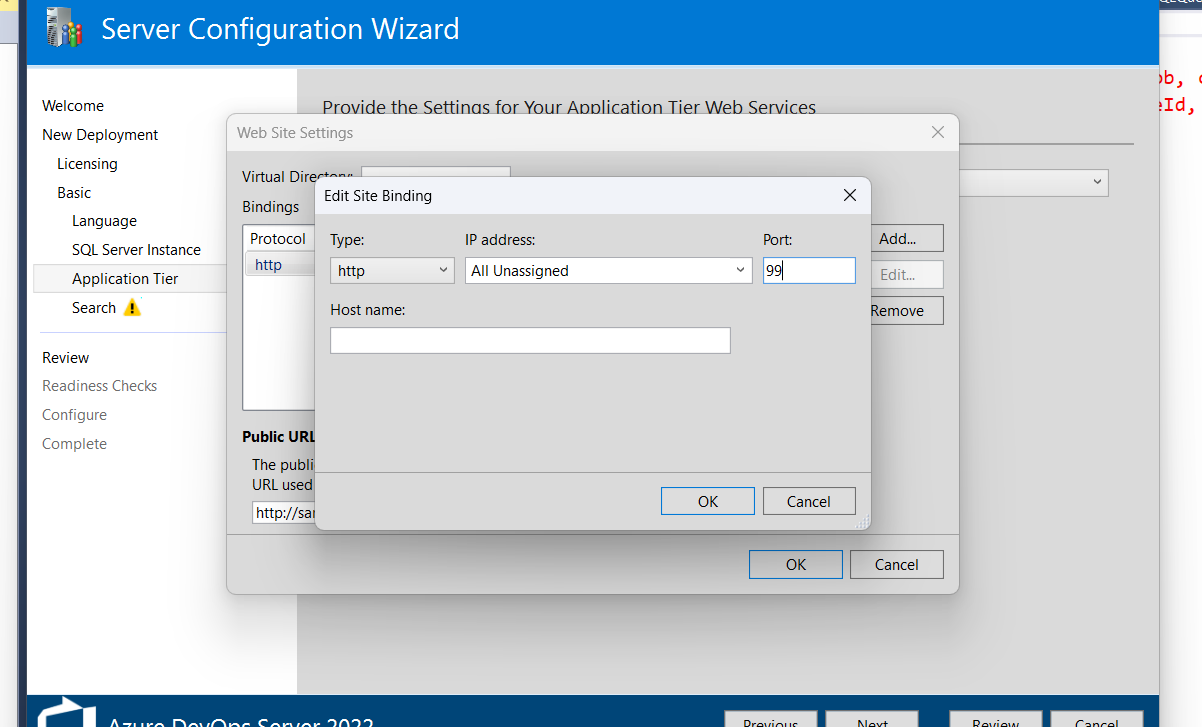 Server Configuration Wizard
Welcome
New Deployment
Licensing
Basic
Language
SQL Server Instance
Application Tier
Search
Review
Readiness Checks
Configure
Complete
Provide the Settings for Your Application Tier Web Services
Web Site Settings
Virtual Directory:
Bindings
Protocol
http
Add...
Edit...
Remove
Public URL
The publi
URL used
http://sar
OK Cancel
Edit Site Binding
Type: IP address: Port:
http All Unassigned 99
Host name:
OK Cancel
Azure DevOps Server 2022
Previous Next Review Cancel